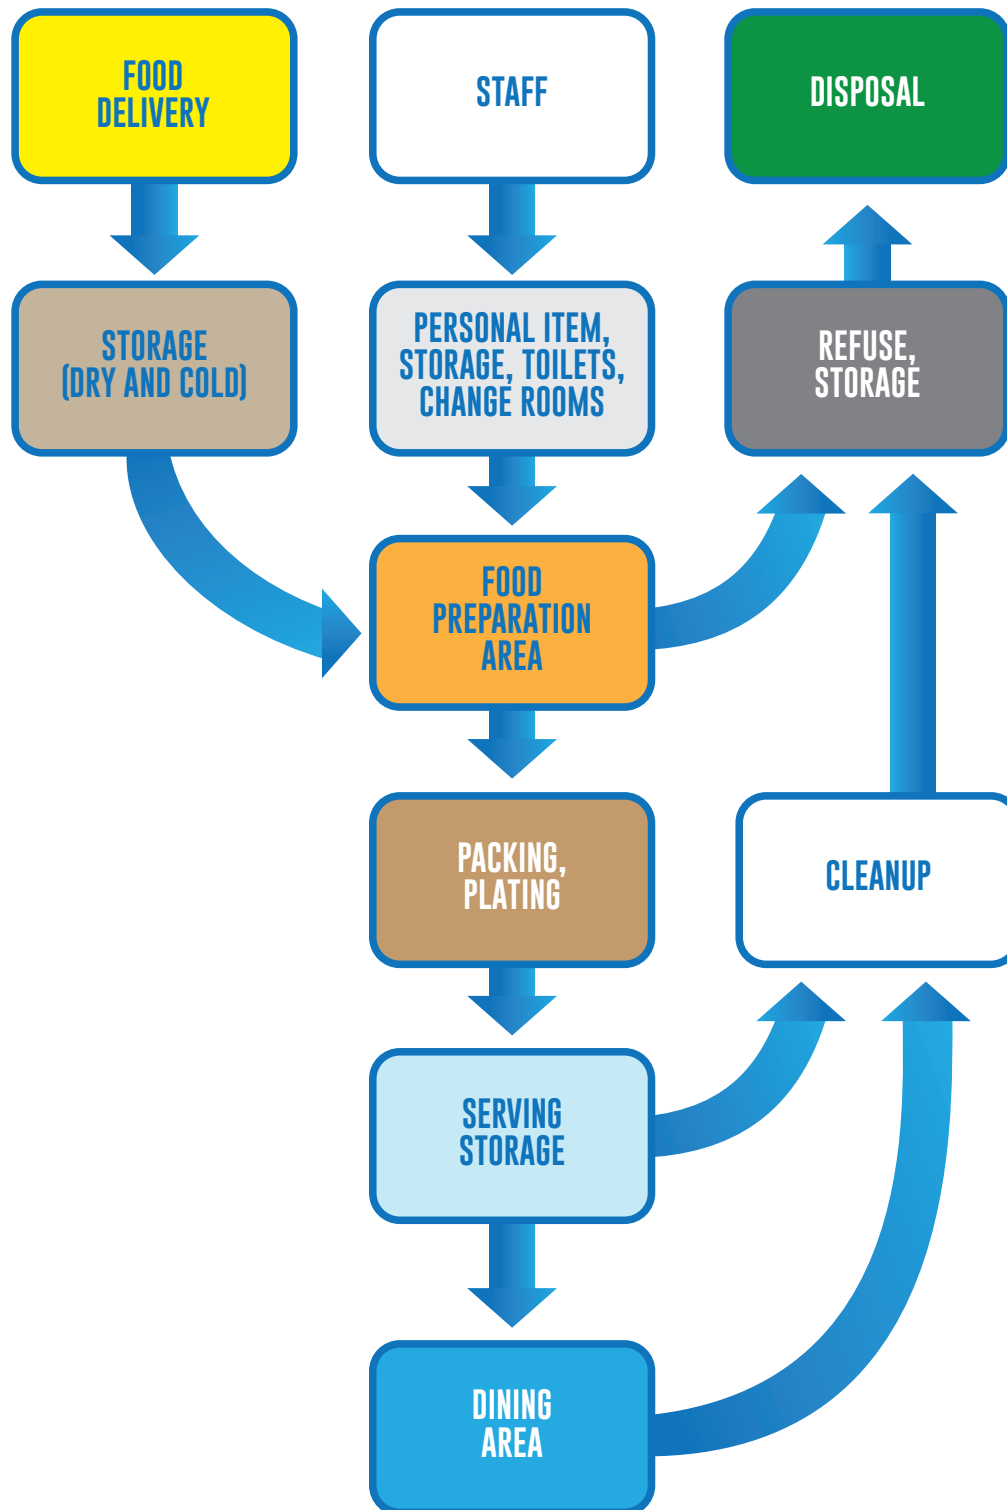 FOOD
DELIVERY
STAFF
DISPOSAL
STORAGE
(DRY AND COLD)
PERSONAL ITEM,
STORAGE, TOILETS,
CHANGE ROOMS
REFUSE,
STORAGE
FOOD
PREPARATION
AREA
PACKING,
PLATING
CLEANUP
SERVING
STORAGE
DINING
AREA